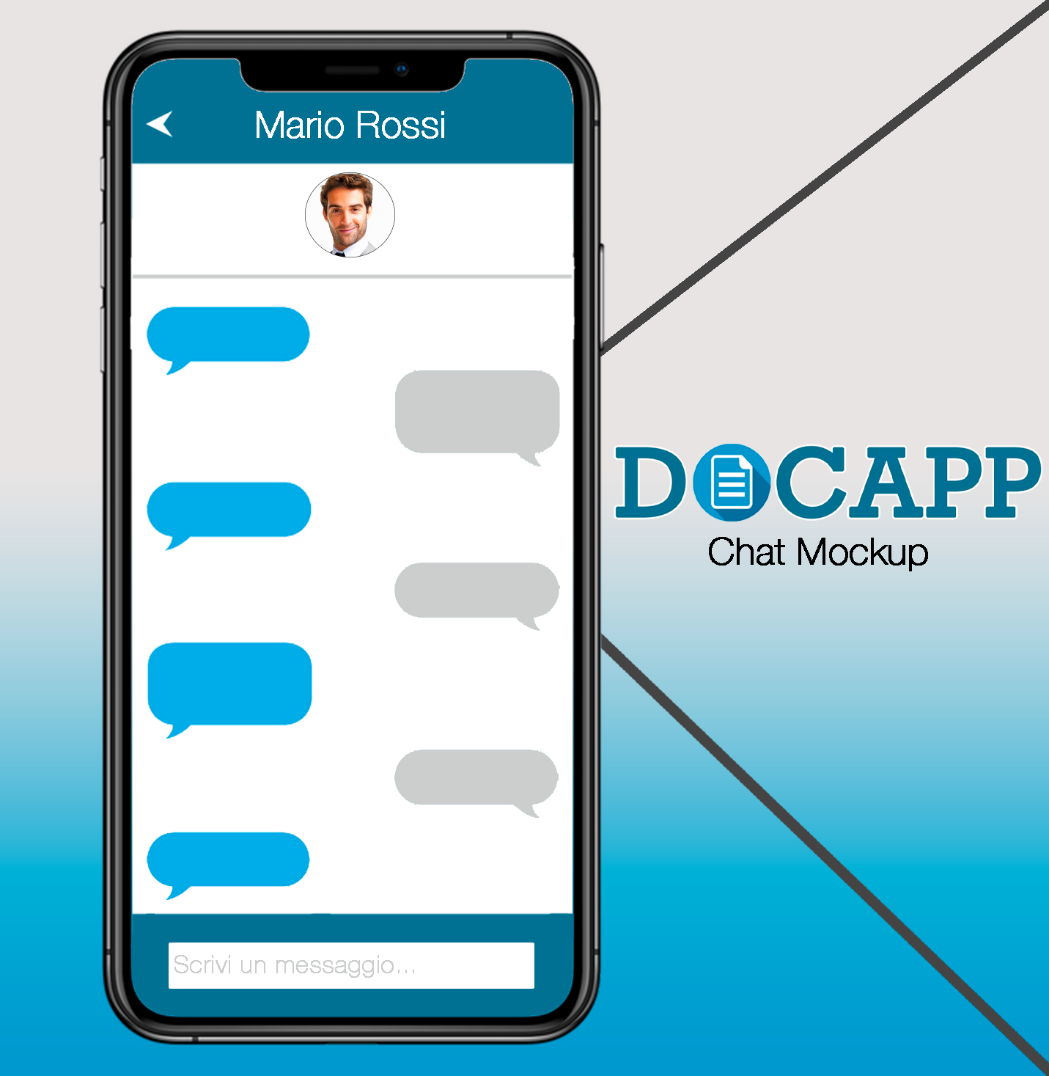 Mario Rossi
DOCAPP
Chat Mockup
Scrivi un messaggio...